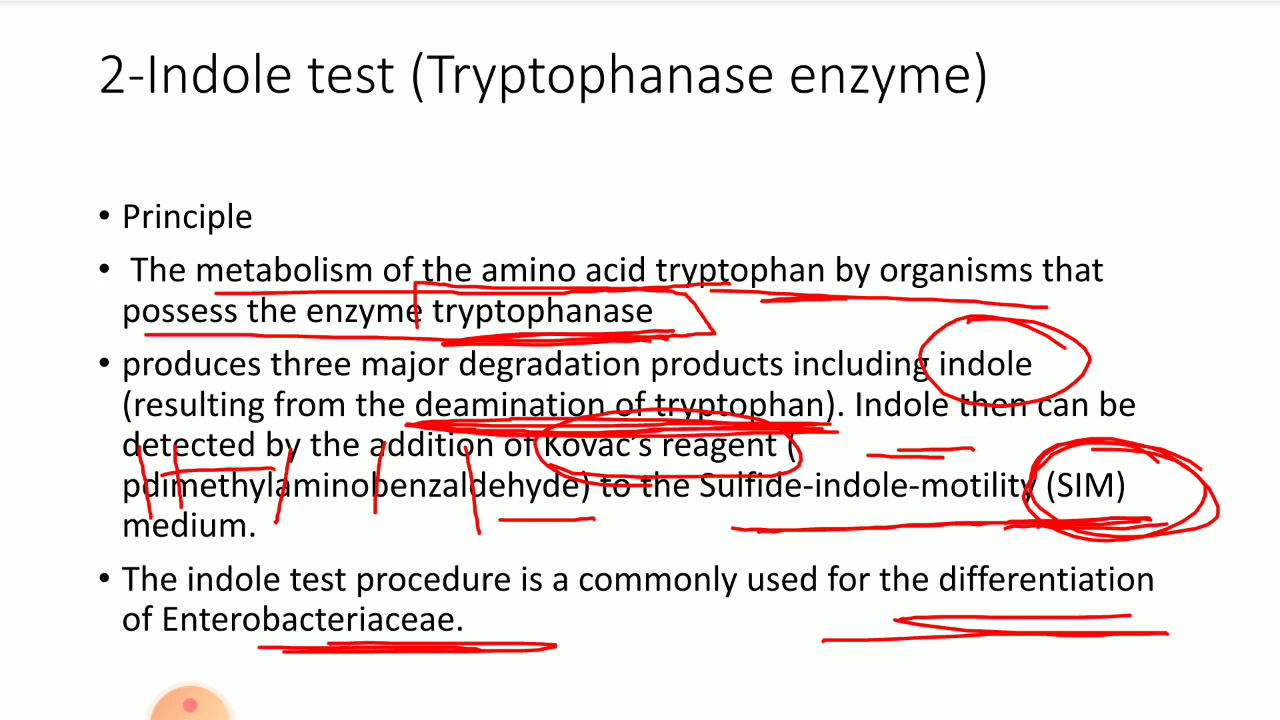 2-Indole test (Tryptophanase enzyme)
• Principle
• The metabolism of the amino acid tryptophan by organisms that
possess the enzyme tryptophanase
• produces three major degradation products including indole
(resulting from the deamination of tryptophan). Indole then can be
detected by the addition of Kovac's reagent (
pdimethylaminobenzaldehyde) to the Sulfide-indole-motility (SIM)
medium.
• The indole test procedure is a commonly used for the differentiation
of Enterobacteriaceae.